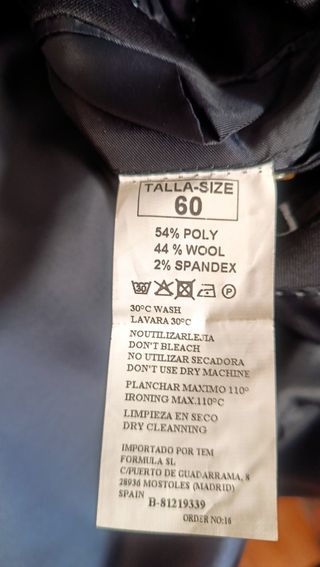 TALLA-SIZE
60
54% POLY
44% WOOL
2% SPANDEX
30 P
30°C WASH
LAVARA 30°C
NOUTILIZARLEJIA
DON'T BLEACH
NO UTILIZAR SECADORA
DON'T USE DRY MACHINE
PLANCHAR MAXIMO 110°
IRONING MAX.110°C
LIMPIEZA EN SECO
DRY CLEANNING
IMPORTADO POR TEM
FORMULA SL
C/PUERTO DE GUADARRAMA, 8
28936 MOSTOLES (MADRID)
SPAIN B-81219339
ORDER NO:16